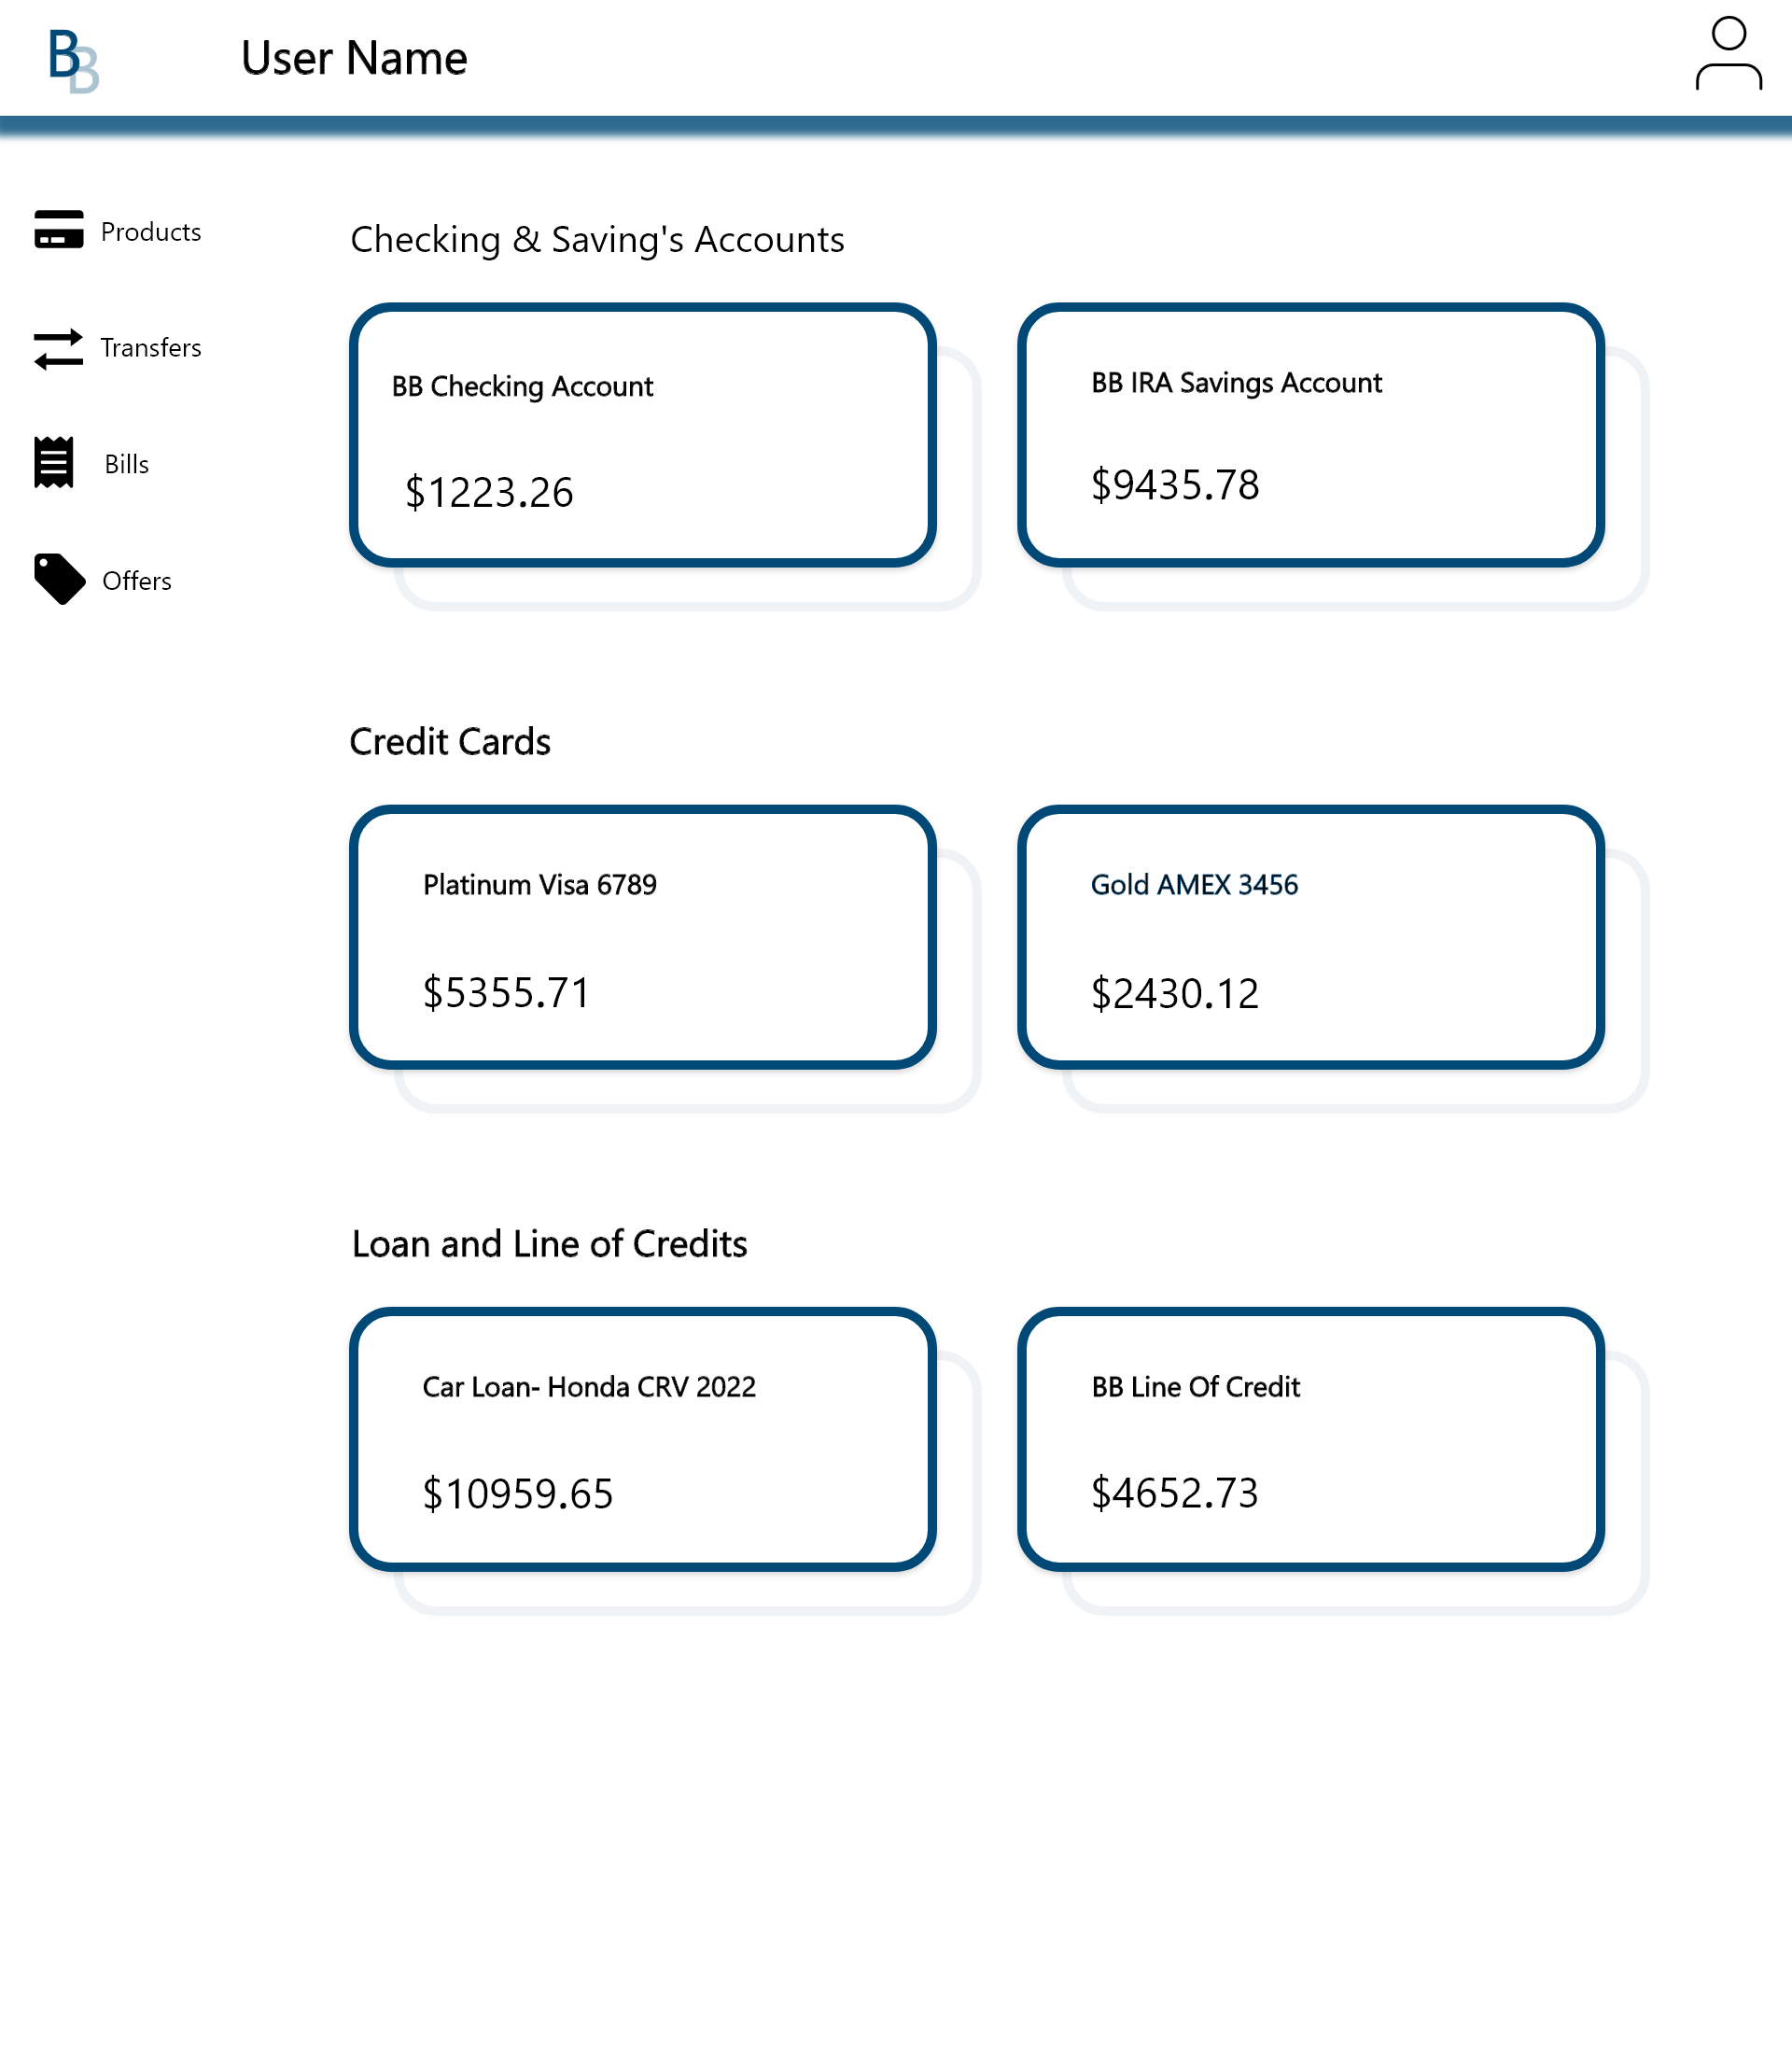 BB
User Name
Products
Transfers
Bills
Offers
Checking & Saving's Accounts
BB Checking Account
$1223.26
BB IRA Savings Account
$9435.78
Credit Cards
Platinum Visa 6789
$5355.71
Gold AMEX 3456
$2430.12
Loan and Line of Credits
Car Loan- Honda CRV 2022
$10959.65
BB Line Of Credit
$4652.73